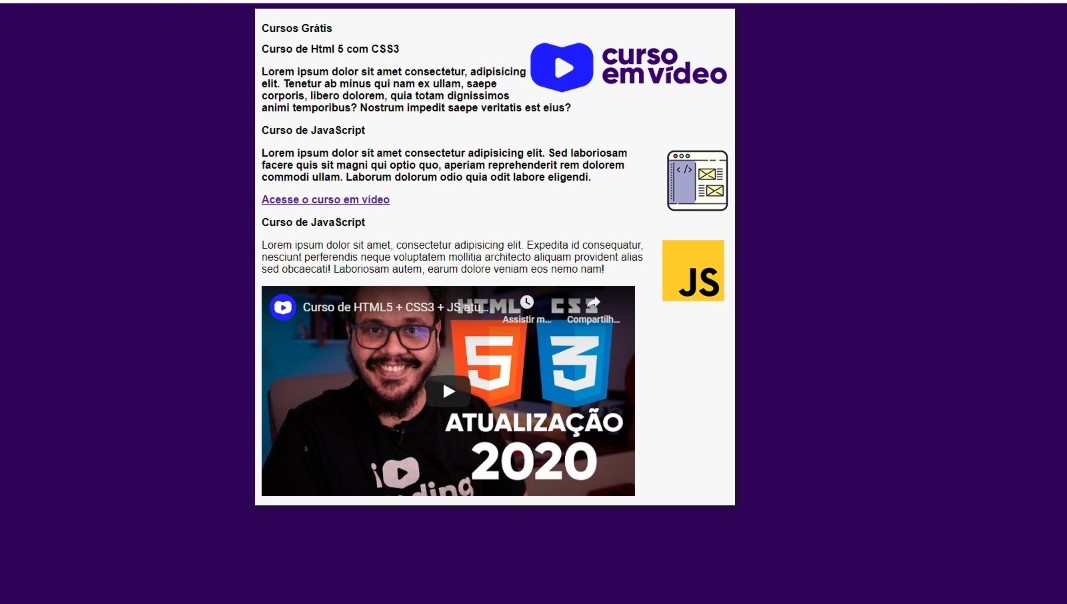 Cursos Grátis
Curso de Html 5 com CSS3
curso
em vídeo
Lorem ipsum dolor sit amet consectetur, adipisicing
elit. Tenetur ab minus qui nam ex ullam, saepe
corporis, libero dolorem, quia totam dignissimos
animi temporibus? Nostrum impedit saepe veritatis est eius?
Curso de JavaScript
Lorem ipsum dolor sit amet consectetur adipisicing elit. Sed laboriosam
facere quis sit magni qui optio quo, aperiam reprehenderit rem dolorem
commodi ullam. Laborum dolorum odio quia odit labore eligendi.
</>
Acesse o curso em vídeo
Curso de JavaScript
Lorem ipsum dolor sit amet, consectetur adipisicing elit. Expedita id consequatur,
nesciunt perferendis neque voluptatem mollitia architecto aliquam provident alias
sed obcaecati! Laboriosam autem, earum dolore veniam eos nemo nam!
JS
Curso de HTML5 + CSS3 + JS atu...
HTML CSS
Assistir m... Compartilh...
5 3
ATUALIZAÇÃO
2020